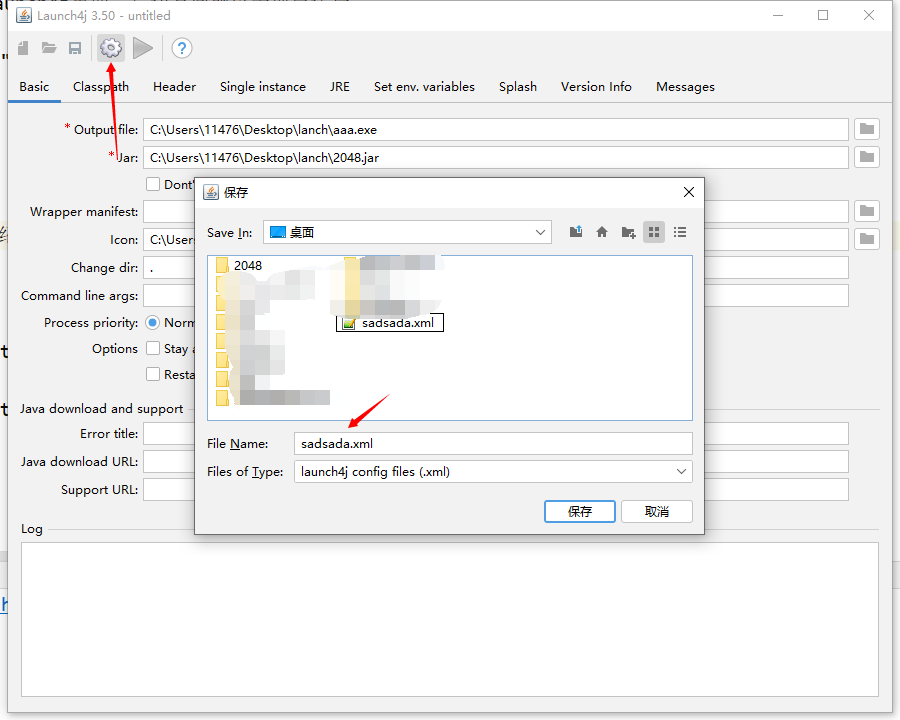 Launch4j 3.50 - untitled
Basic Classpath Header Single instance JRE Set env. variables Splash Version Info Messages
*Output file: C:\Users\11476\Desktop\lanch\aaa.exe
*Jar: C:\Users\11476\Desktop\lanch\2048.jar
Dont'
Wrapper manifest:
Icon: C:\User
Change dir: .
Command line args:
Process priority: Norm
Options Stay a
Resta
Java download and support
Error title:
Java download URL:
Support URL:
Log
保存
Save In: 桌面
2048
sadsada.xml
File Name: sadsada.xml
Files of Type: launch4j config files (.xml)
保存 取消